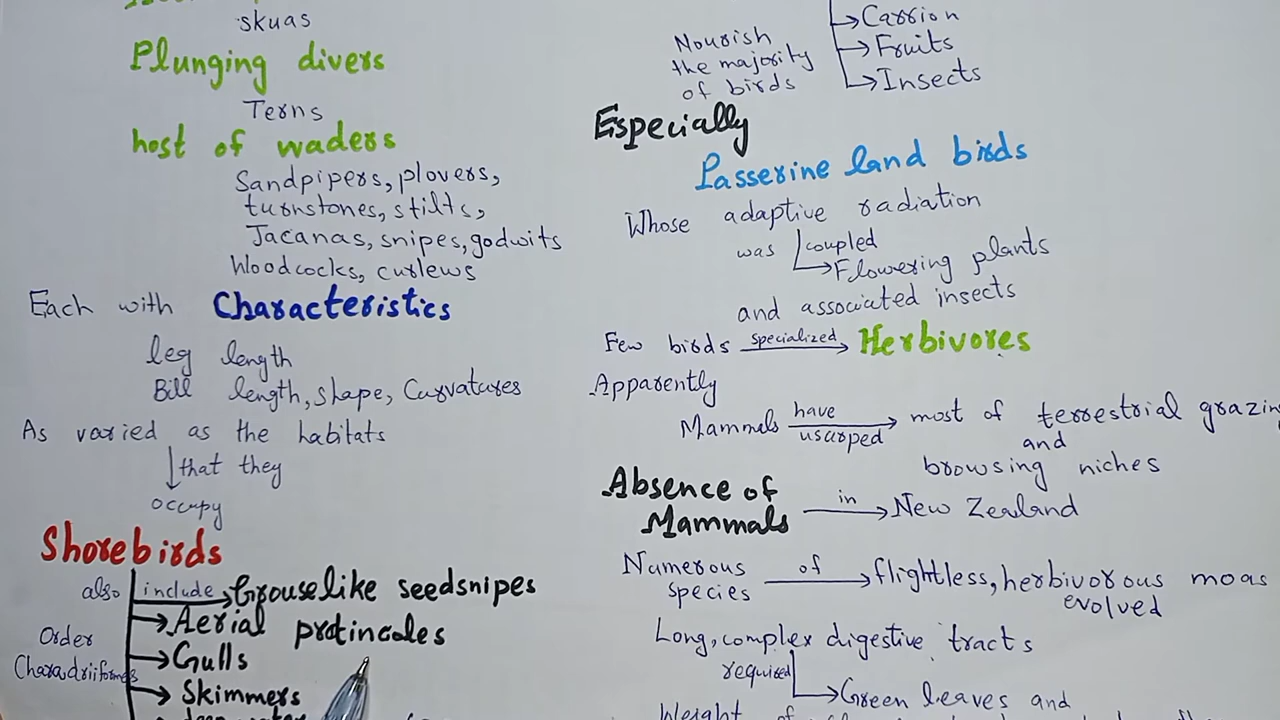 skuas
Plunging divers
Terns
host of waders
Sandpipers, plovers,
turnstones, stilts,
Jacanas, snipes, godwits
Woodcocks, curlews
Each with Characteristics
leg length
Bill length, shape, Curvatures
As varied as the habitats
that they
occupy
Shorebirds
also include Grouselike seedsnipes
Aerial protincoles
Order
Charadriiformes
Gulls
Skimmers
Carrion
Nourish
the majority
of birds
Fruits
Insects
Especially
Passerine land birds
Whose adaptive radiation
was coupled
Flowering plants
and associated insects
Few birds specialized Herbivores
Apparently
Mammals have usurped most of terrestrial grazin
and
browsing niches
Absence of
Mammals in New Zealand
Numerous
species of flightless, herbivorous moas
evolved
Long, complex digestive tracts
required
Green leaves and
Weight of